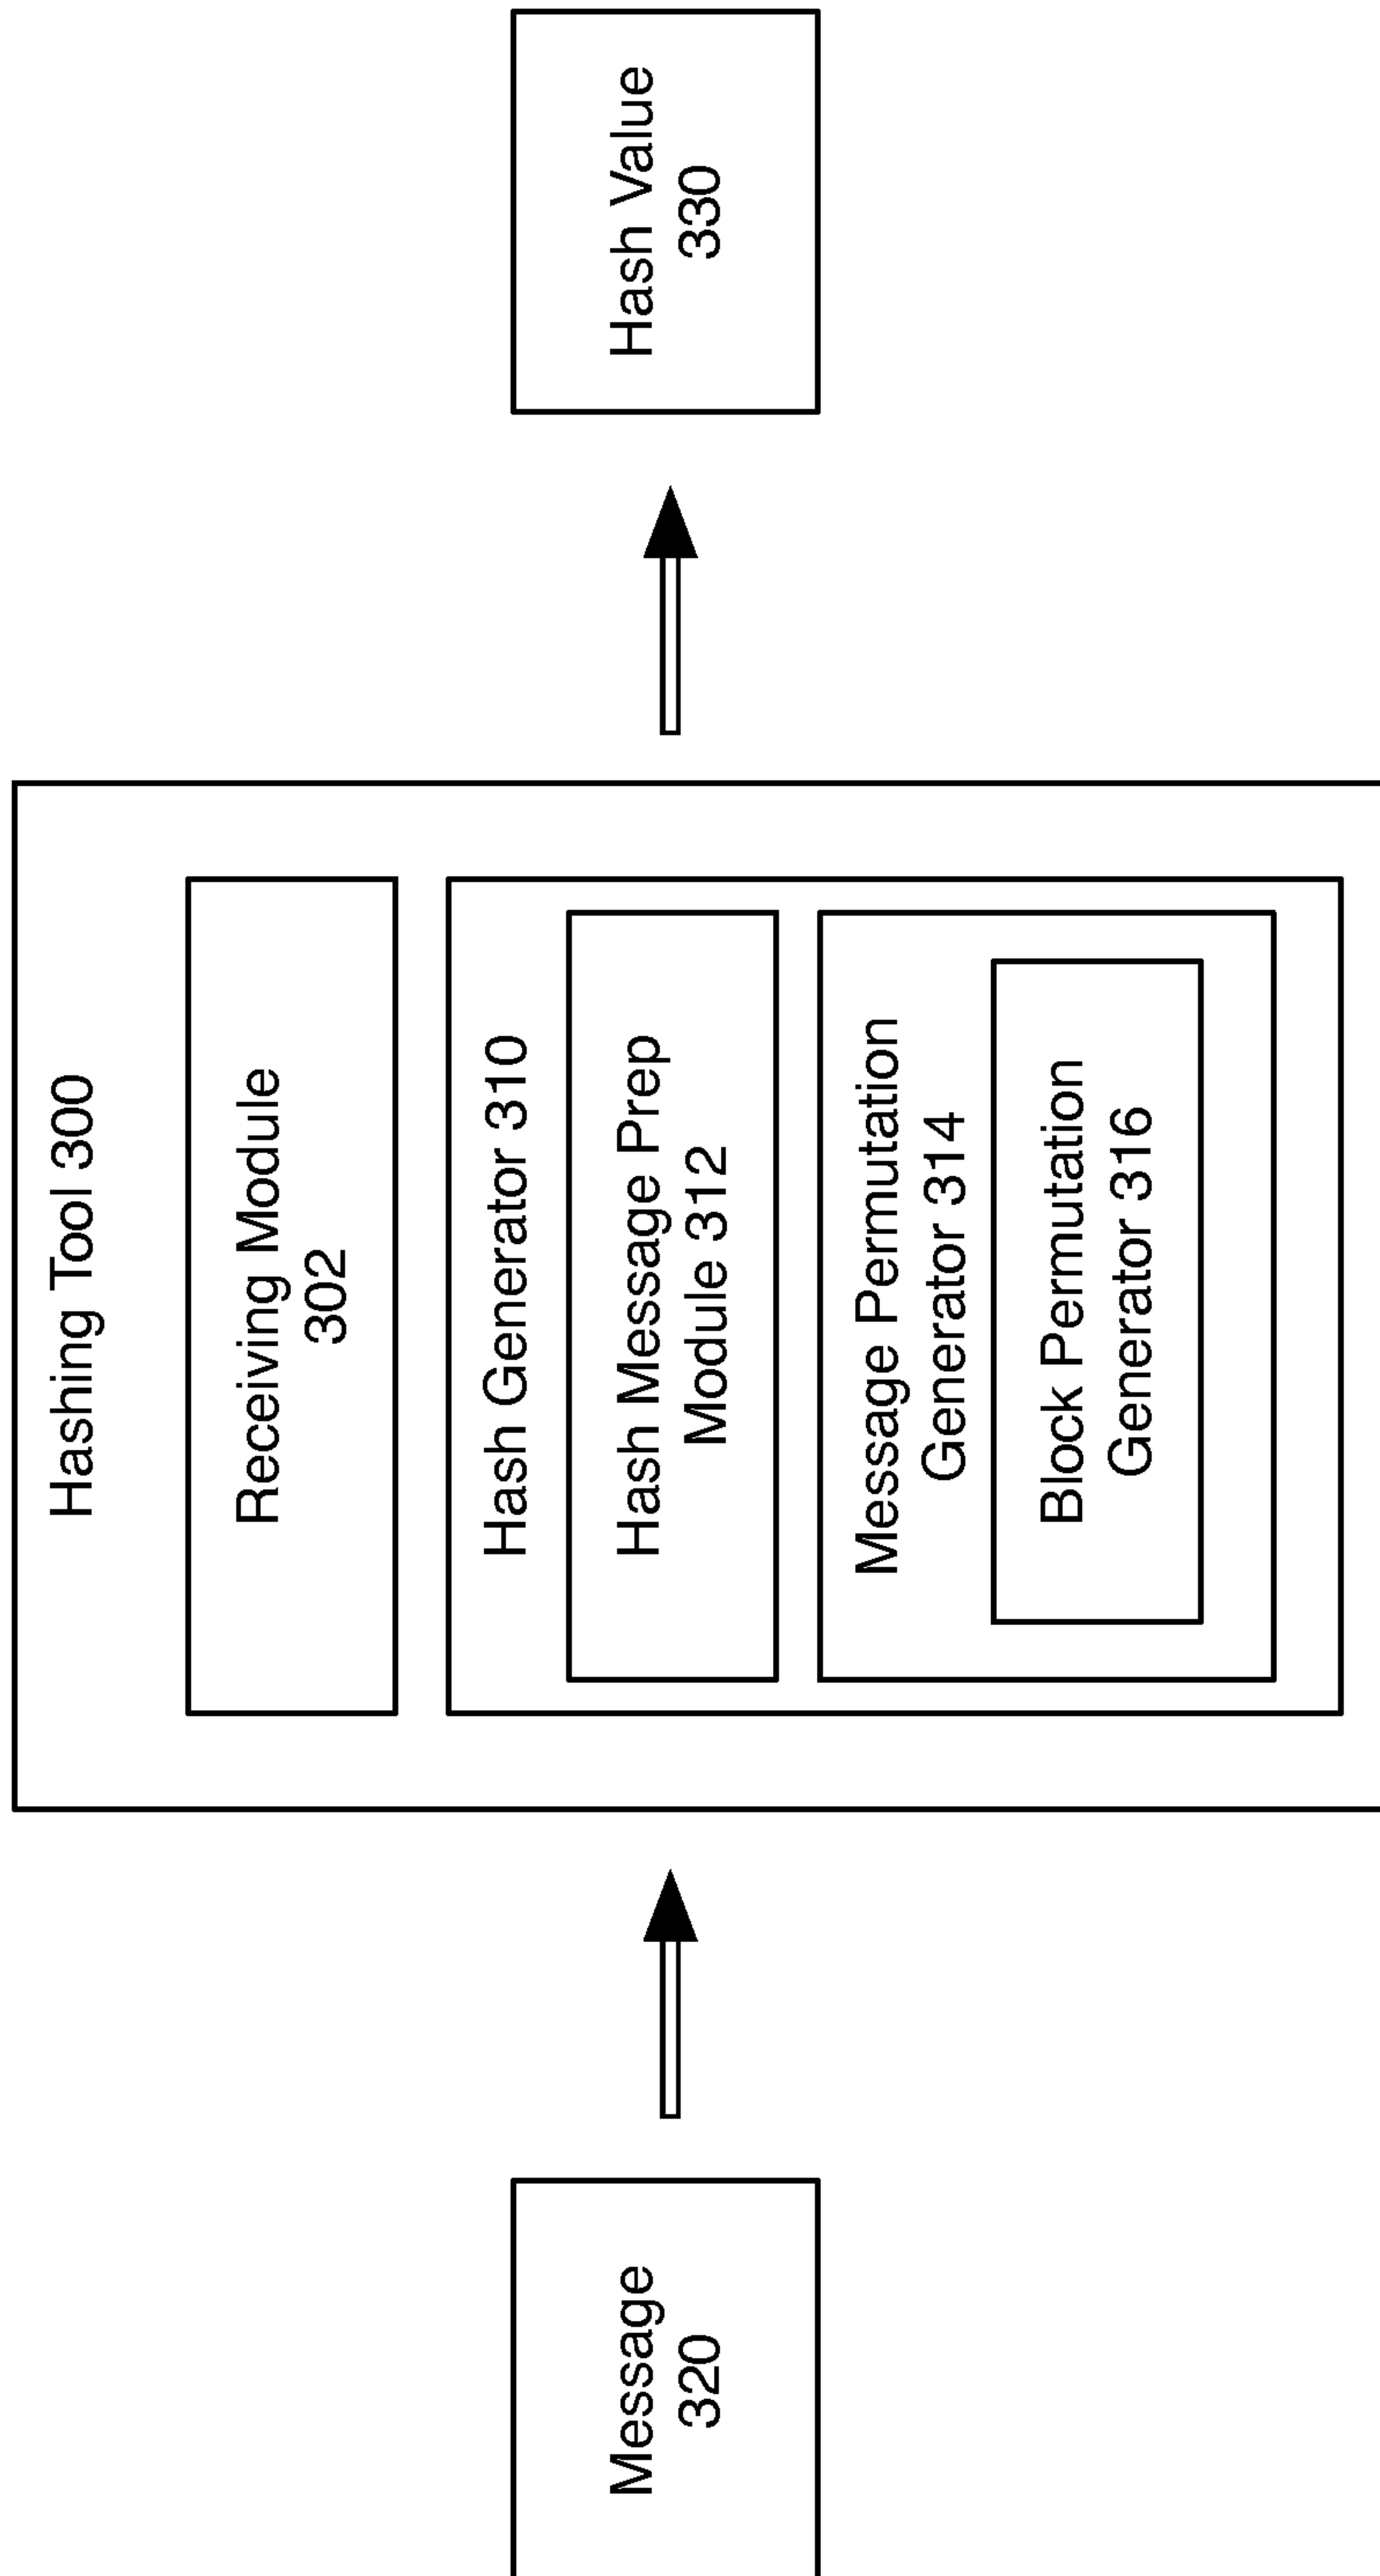 Message
320
Hashing Tool 300
Receiving Module
302
Hash Generator 310
Hash Message Prep
Module 312
Message Permutation
Generator 314
Block Permutation
Generator 316
Hash Value
330